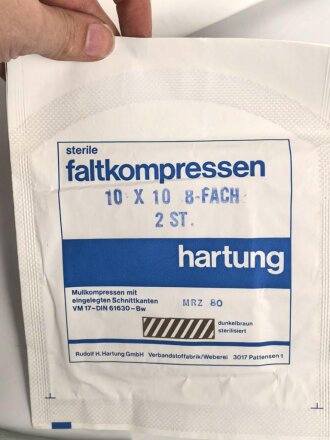 sterile
faltkompressen
10 X 10 8-FACH
2 ST.
hartung
Mullkompressen mit
eingelegten Schnittkanten
VM 17-DIN 61630-Bw
MRZ 80
dunkelbraun
sterilisiert
Rudolf H. Hartung GmbH Verbandstoffabrik/Weberei 3017 Pattensen 1